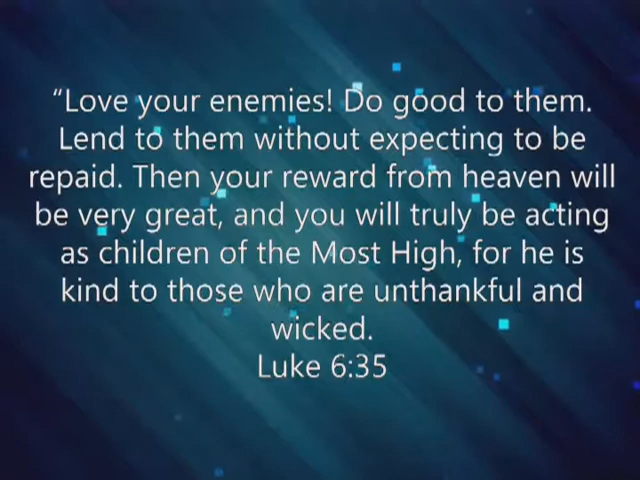 “Love your enemies! Do good to them.
Lend to them without expecting to be
repaid. Then your reward from heaven will
be very great, and you will truly be acting
as children of the Most High, for he is
kind to those who are unthankful and
wicked.
Luke 6:35